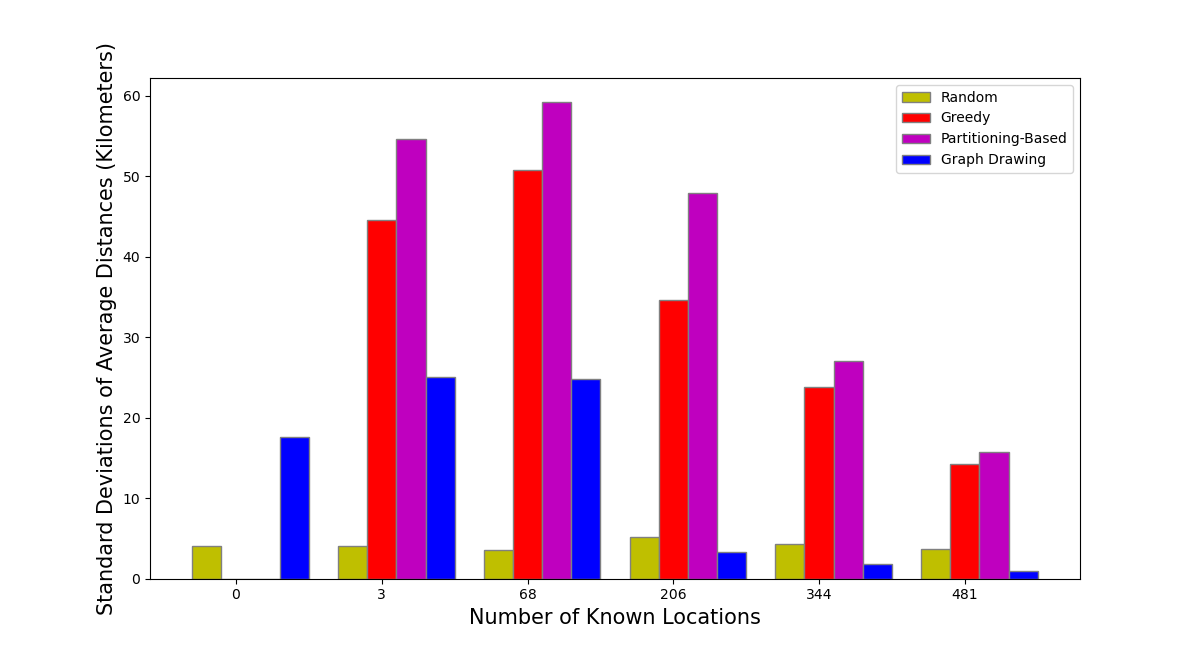 Standard Deviations of Average Distances (Kilometers)
60
50
40
30
20
10
0
Random
Greedy
Partitioning-Based
Graph Drawing
0 3 68 206 344 481
Number of Known Locations